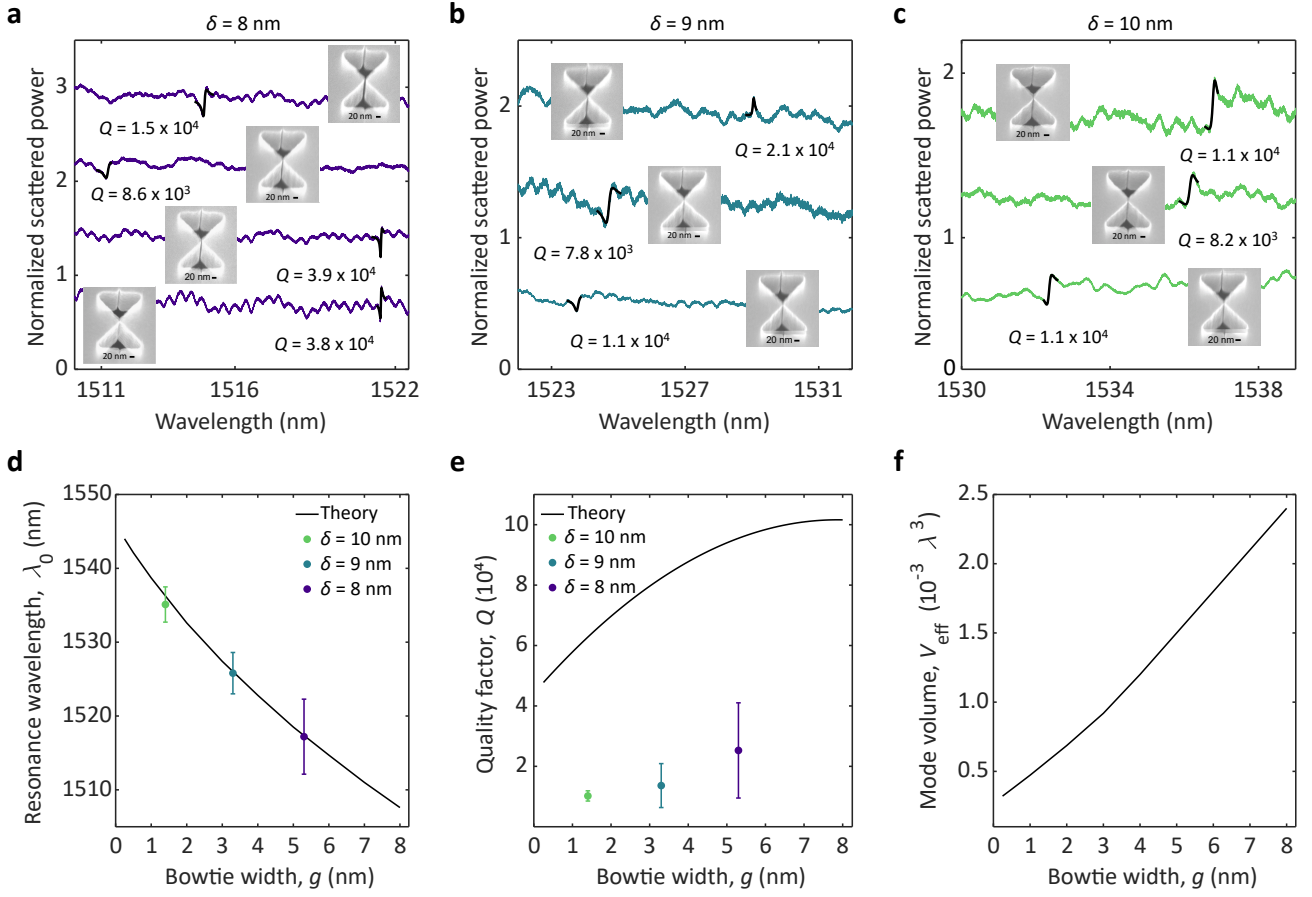 a
δ = 8 nm
Normalized scattered power
3
2
1
0
Q = 1.5 x 10⁴
Q = 8.6 x 10³
Q = 3.9 x 10⁴
Q = 3.8 x 10⁴
20 nm
20 nm
20 nm
20 nm
1511 1516 1522
Wavelength (nm)
b
δ = 9 nm
Normalized scattered power
2
1
0
Q = 2.1 x 10⁴
Q = 7.8 x 10³
Q = 1.1 x 10⁴
20 nm
20 nm
20 nm
1523 1527 1531
Wavelength (nm)
c
δ = 10 nm
Normalized scattered power
2
1
0
Q = 1.1 x 10⁴
Q = 8.2 x 10³
Q = 1.1 x 10⁴
20 nm
20 nm
20 nm
1530 1534 1538
Wavelength (nm)
d
Resonance wavelength, λ₀ (nm)
1550
1540
1530
1520
1510
Theory
δ = 10 nm
δ = 9 nm
δ = 8 nm
0 1 2 3 4 5 6 7 8
Bowtie width, g (nm)
e
Quality factor, Q (10⁴)
10
8
6
4
2
Theory
δ = 10 nm
δ = 9 nm
δ = 8 nm
0 1 2 3 4 5 6 7 8
Bowtie width, g (nm)
f
Mode volume, V_eff (10⁻³ λ³)
2.5
2.0
1.5
1.0
0.5
0 1 2 3 4 5 6 7 8
Bowtie width, g (nm)